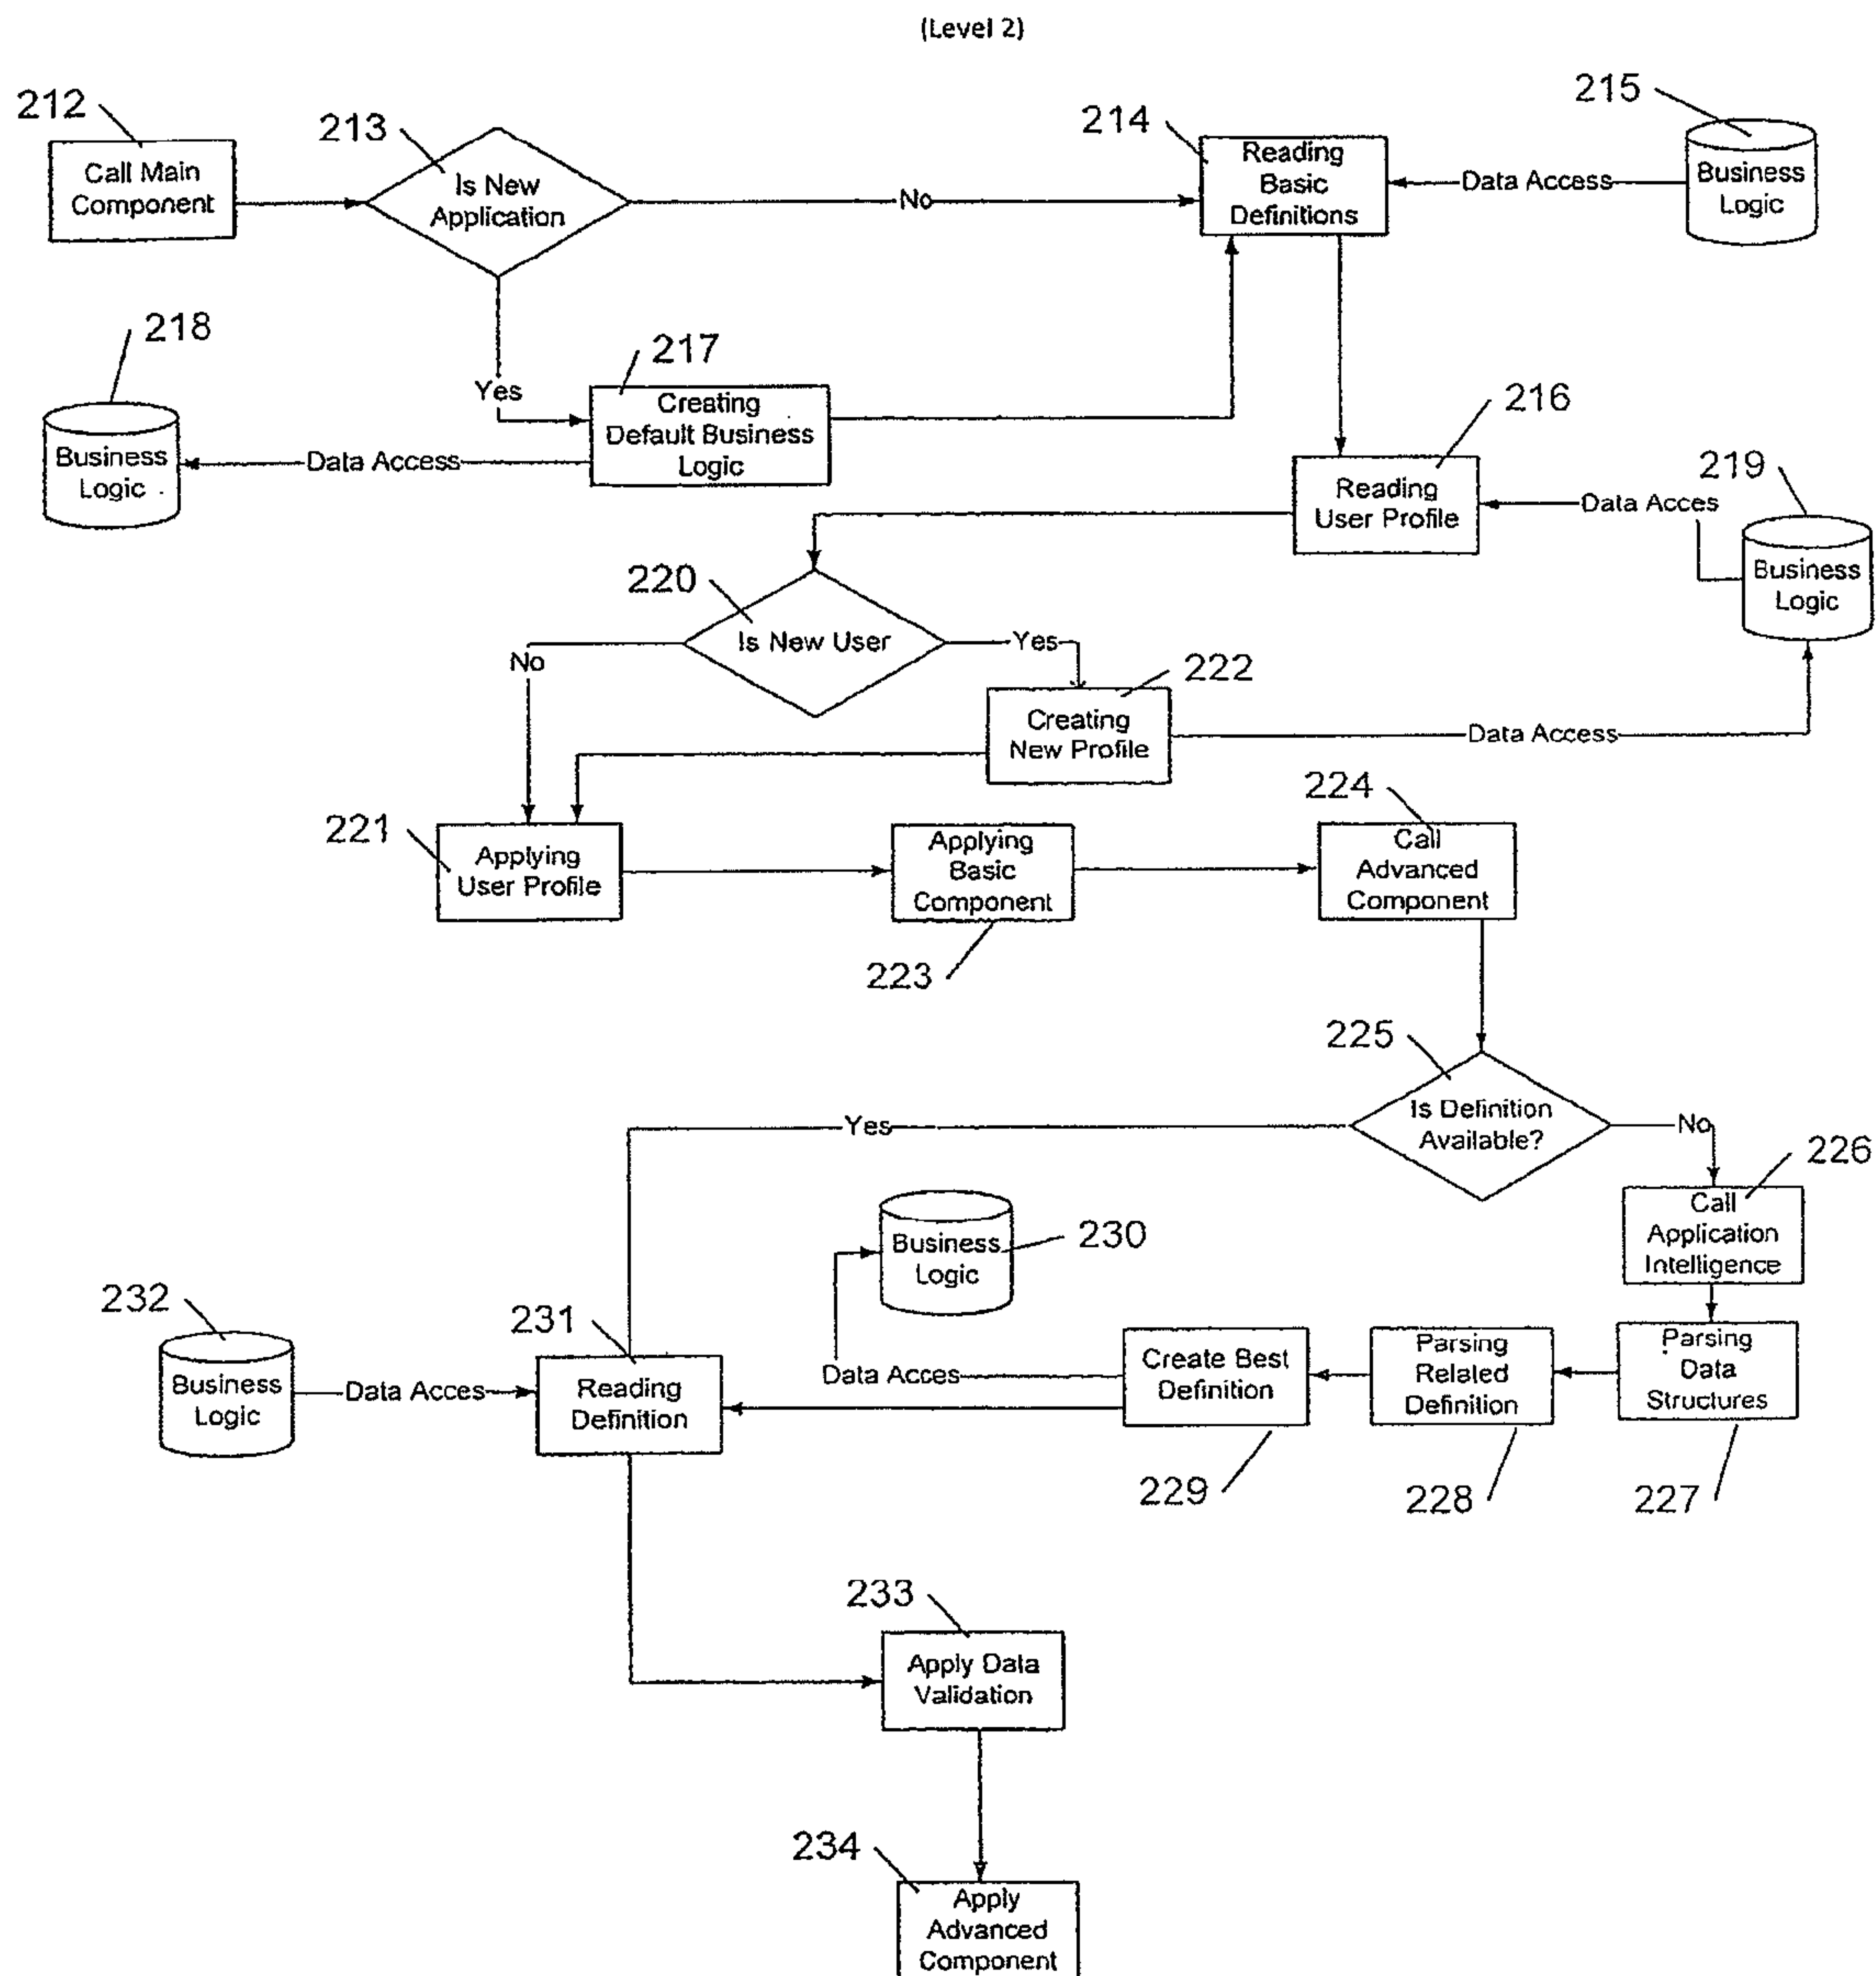 (Level 2)
212
Call Main
Component
213
Is New
Application
No
214
Reading
Basic
Definitions
Data Access
215
Business
Logic
218
Business
Logic
Data Access
Yes
217
Creating
Default Business
Logic
216
Reading
User Profile
Data Acces
219
Business
Logic
220
Is New User
No
Yes
222
Creating
New Profile
Data Access
221
Applying
User Profile
Applying
Basic
Component
223
224
Call
Advanced
Component
225
Is Definition
Available?
Yes
No
226
Call
Application
Intelligence
Business
Logic
230
232
Business
Logic
Data Acces
231
Reading
Definition
Data Acces
Create Best
Definition
229
Parsing
Related
Definition
228
Parsing
Data
Structures
227
233
Apply Data
Validation
234
Apply
Advanced
Component